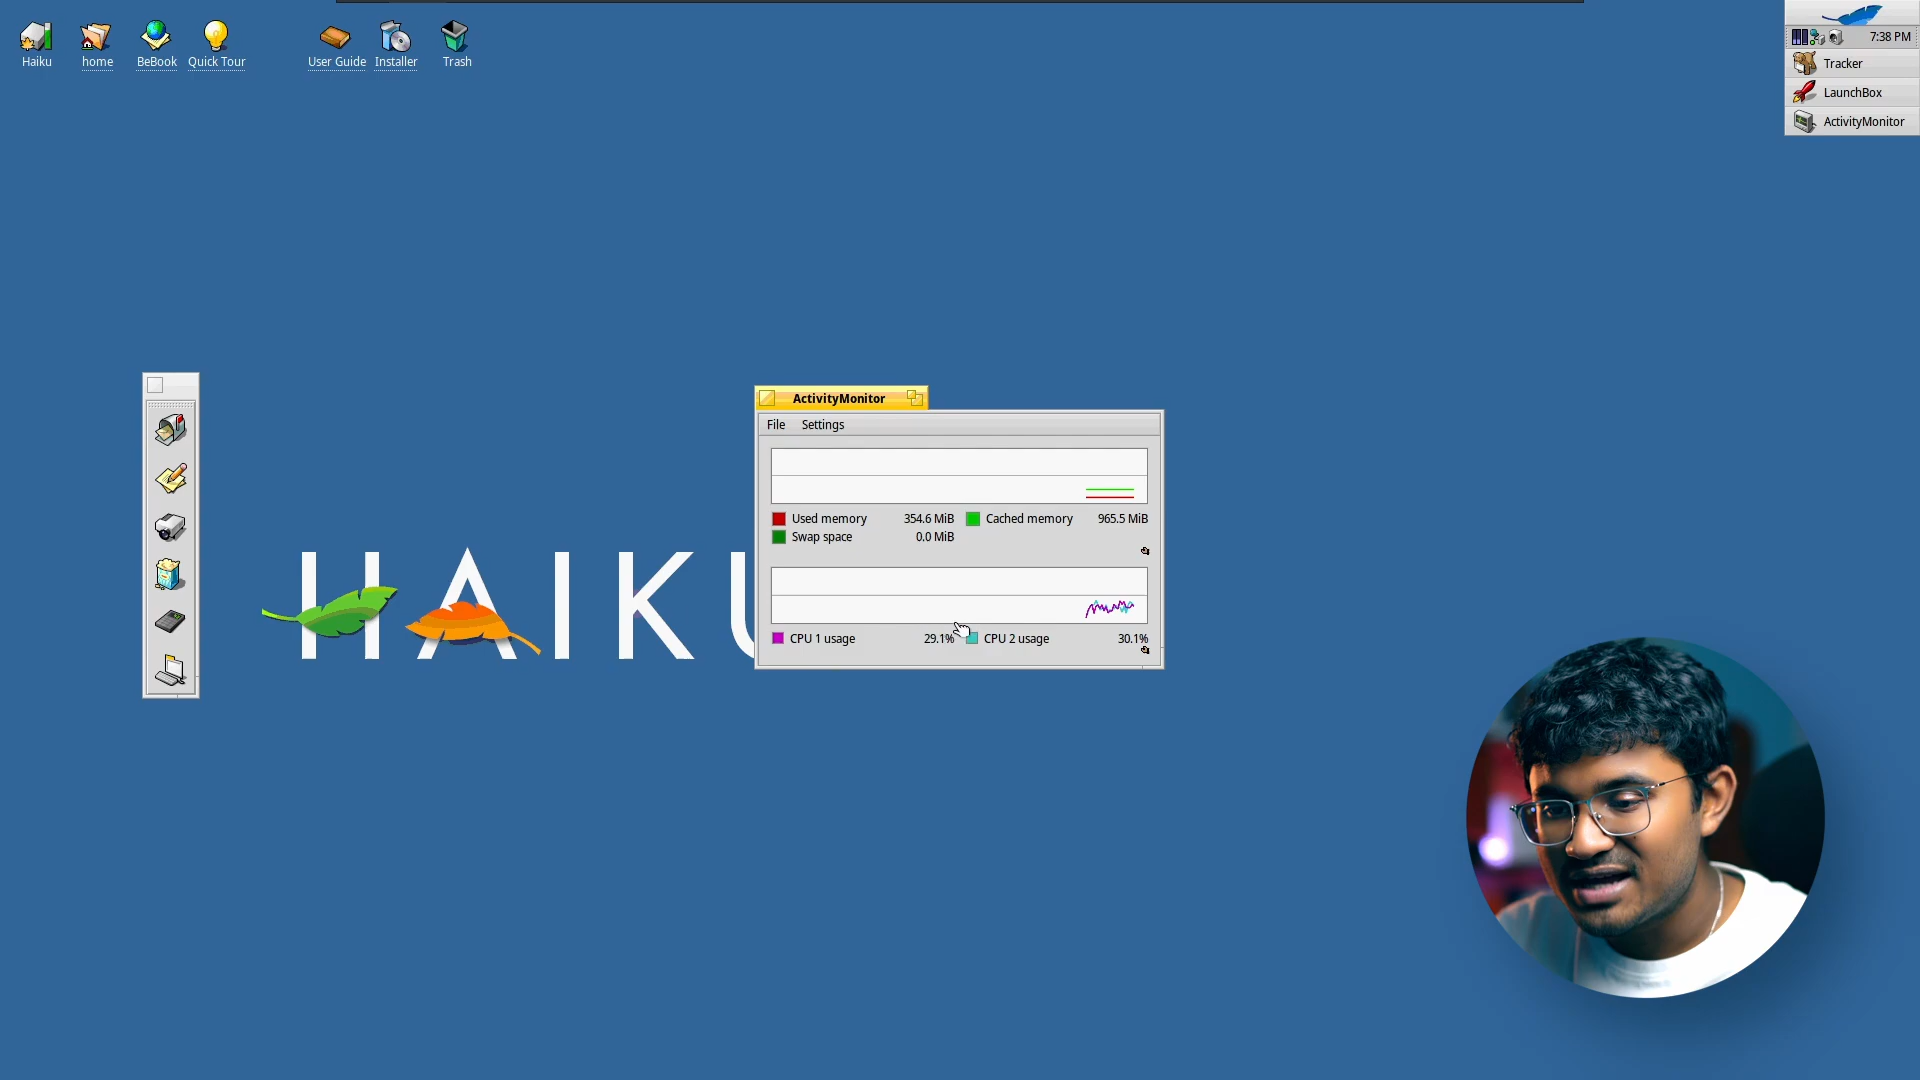 Haiku
home
BeBook
Quick Tour
User Guide
Installer
Trash
7:38 PM
Tracker
LaunchBox
ActivityMonitor
ActivityMonitor
File Settings
Used memory 354.6 MiB Cached memory 965.5 MiB
Swap space 0.0 MiB
CPU 1 usage 29.1% CPU 2 usage 30.1%
HAIKU